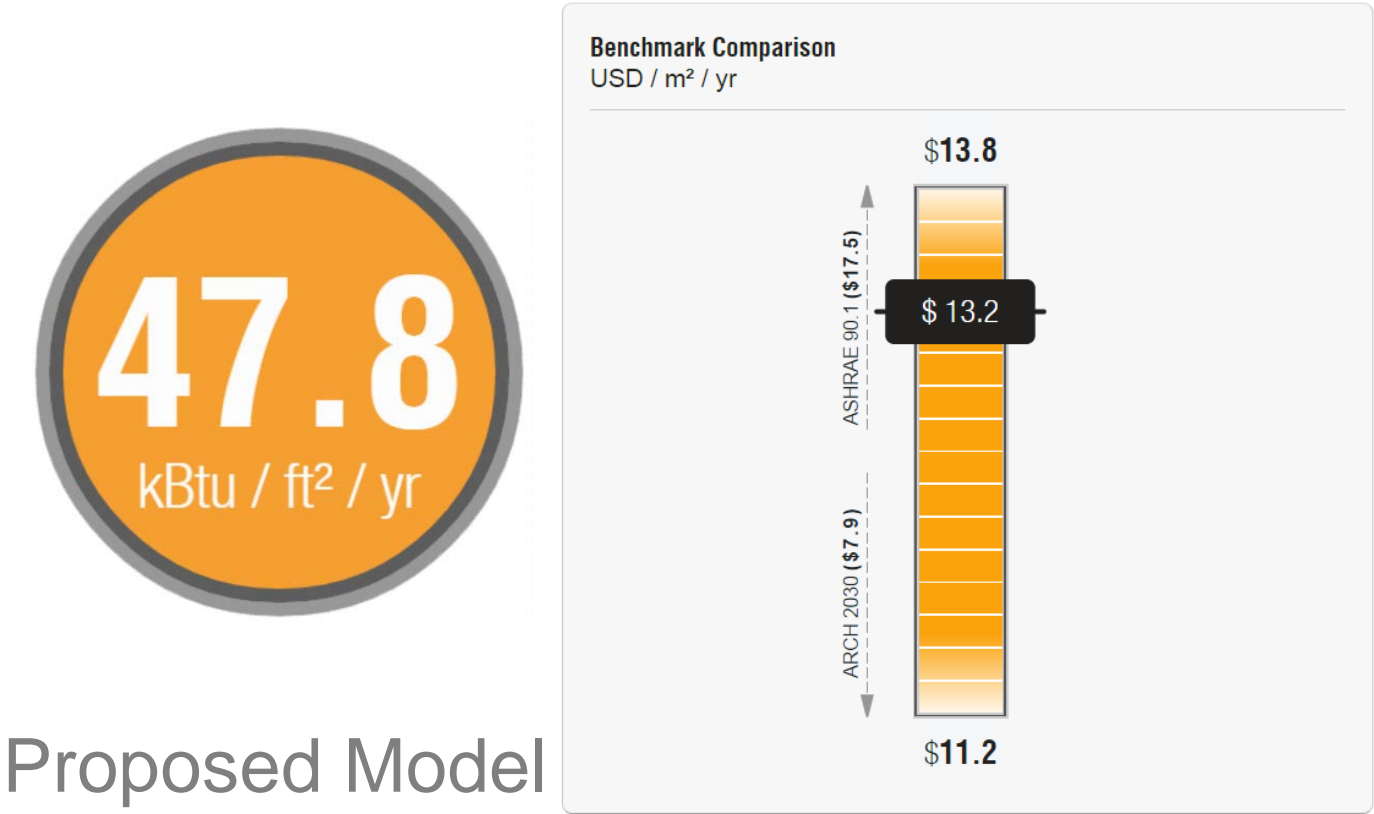 47.8
kBtu / ft² / yr
Proposed Model
Benchmark Comparison
USD / m² / yr
$13.8
ASHRAE 90.1 ($17.5)
$ 13.2
ARCH 2030 ($7.9)
$11.2